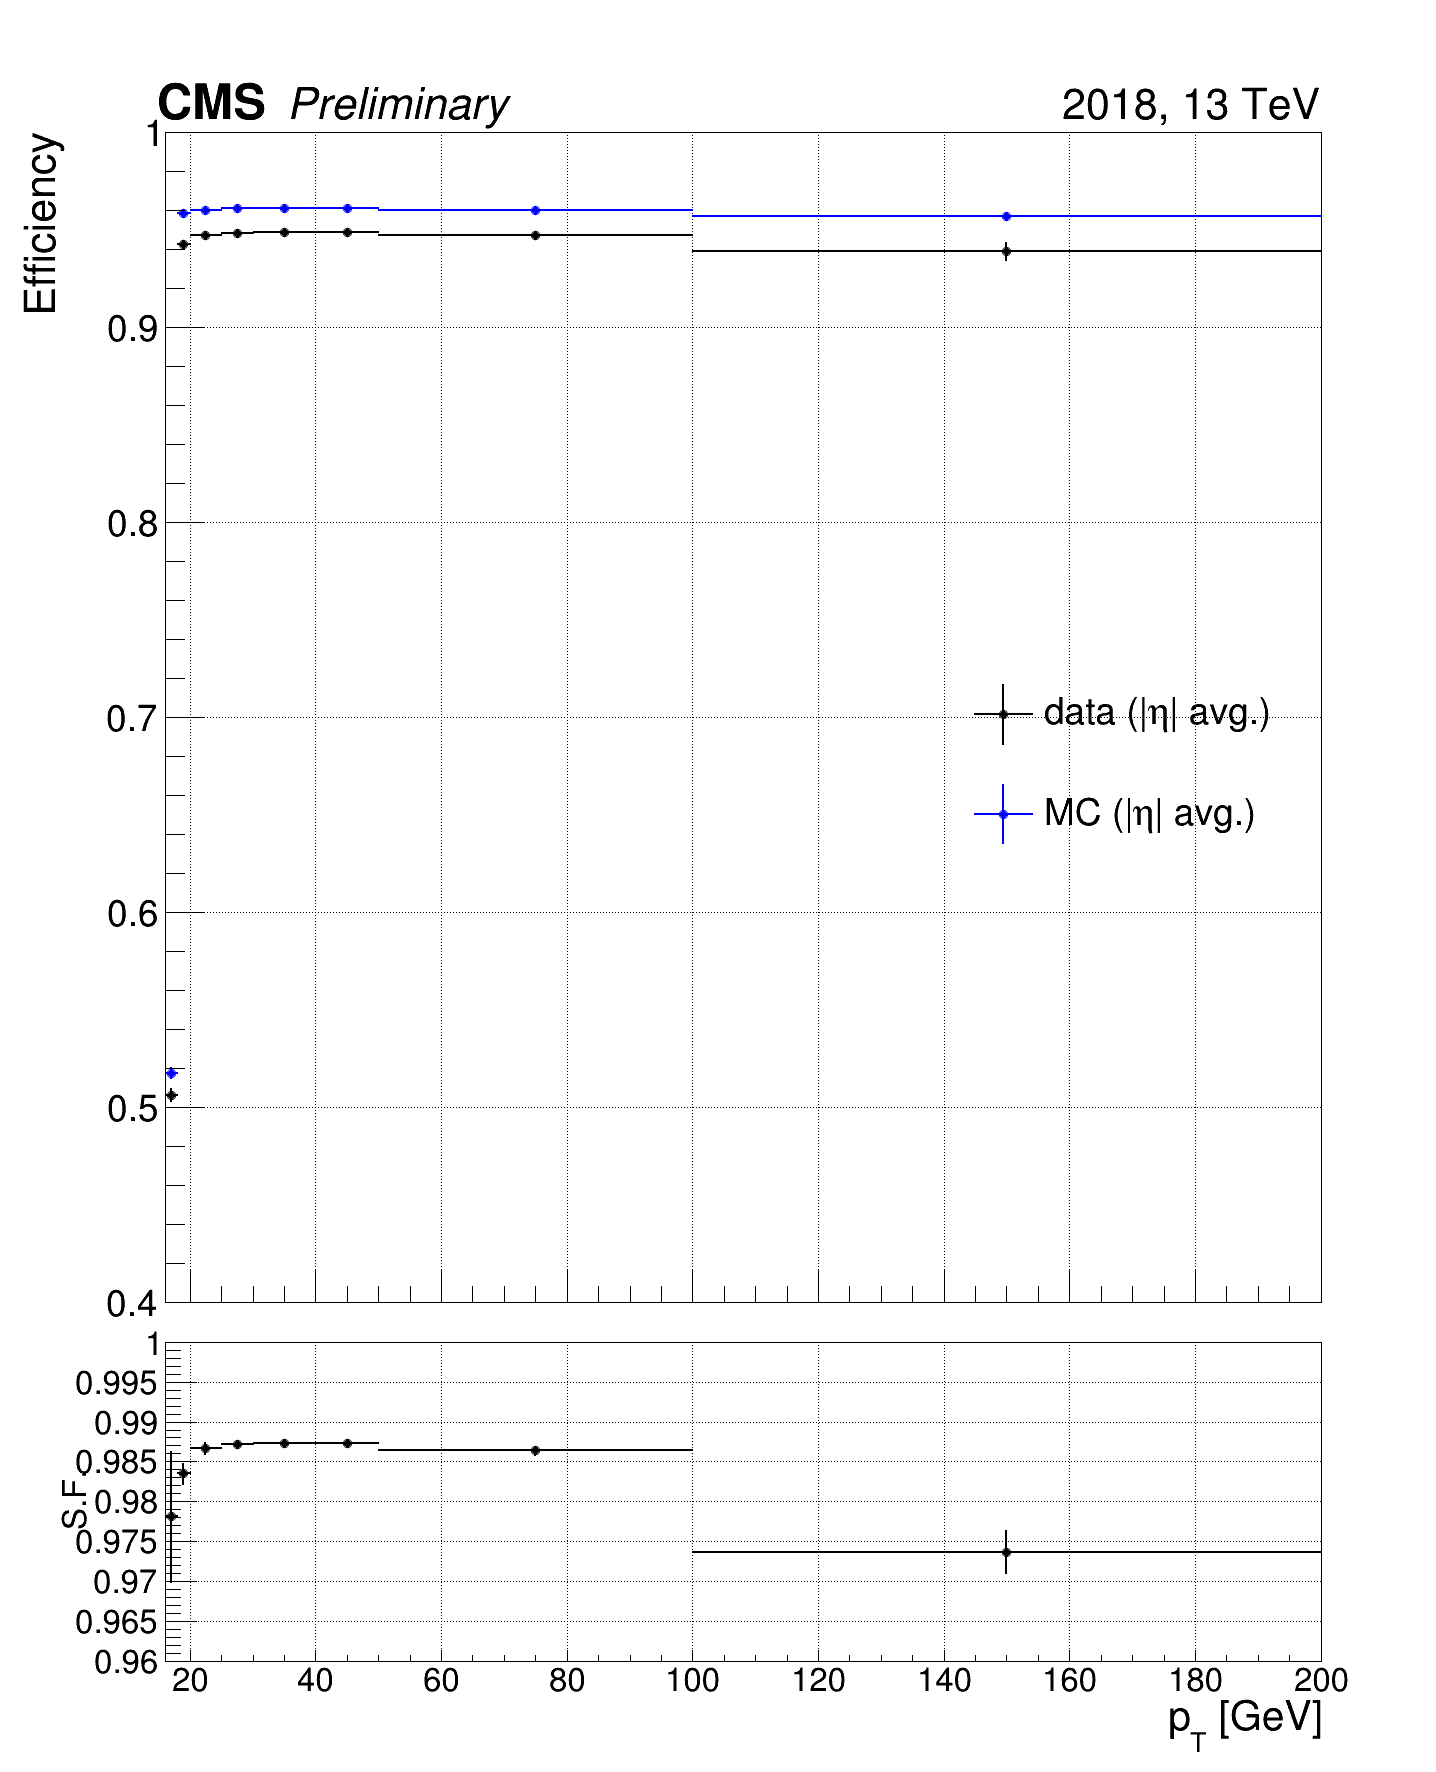 CMS Preliminary 2018, 13 TeV
Efficiency
1
0.9
0.8
0.7
0.6
0.5
0.4
data (|η| avg.)
MC (|η| avg.)
S.F.
1
0.995
0.99
0.985
0.98
0.975
0.97
0.965
0.96
20 40 60 80 100 120 140 160 180 200
p_T [GeV]